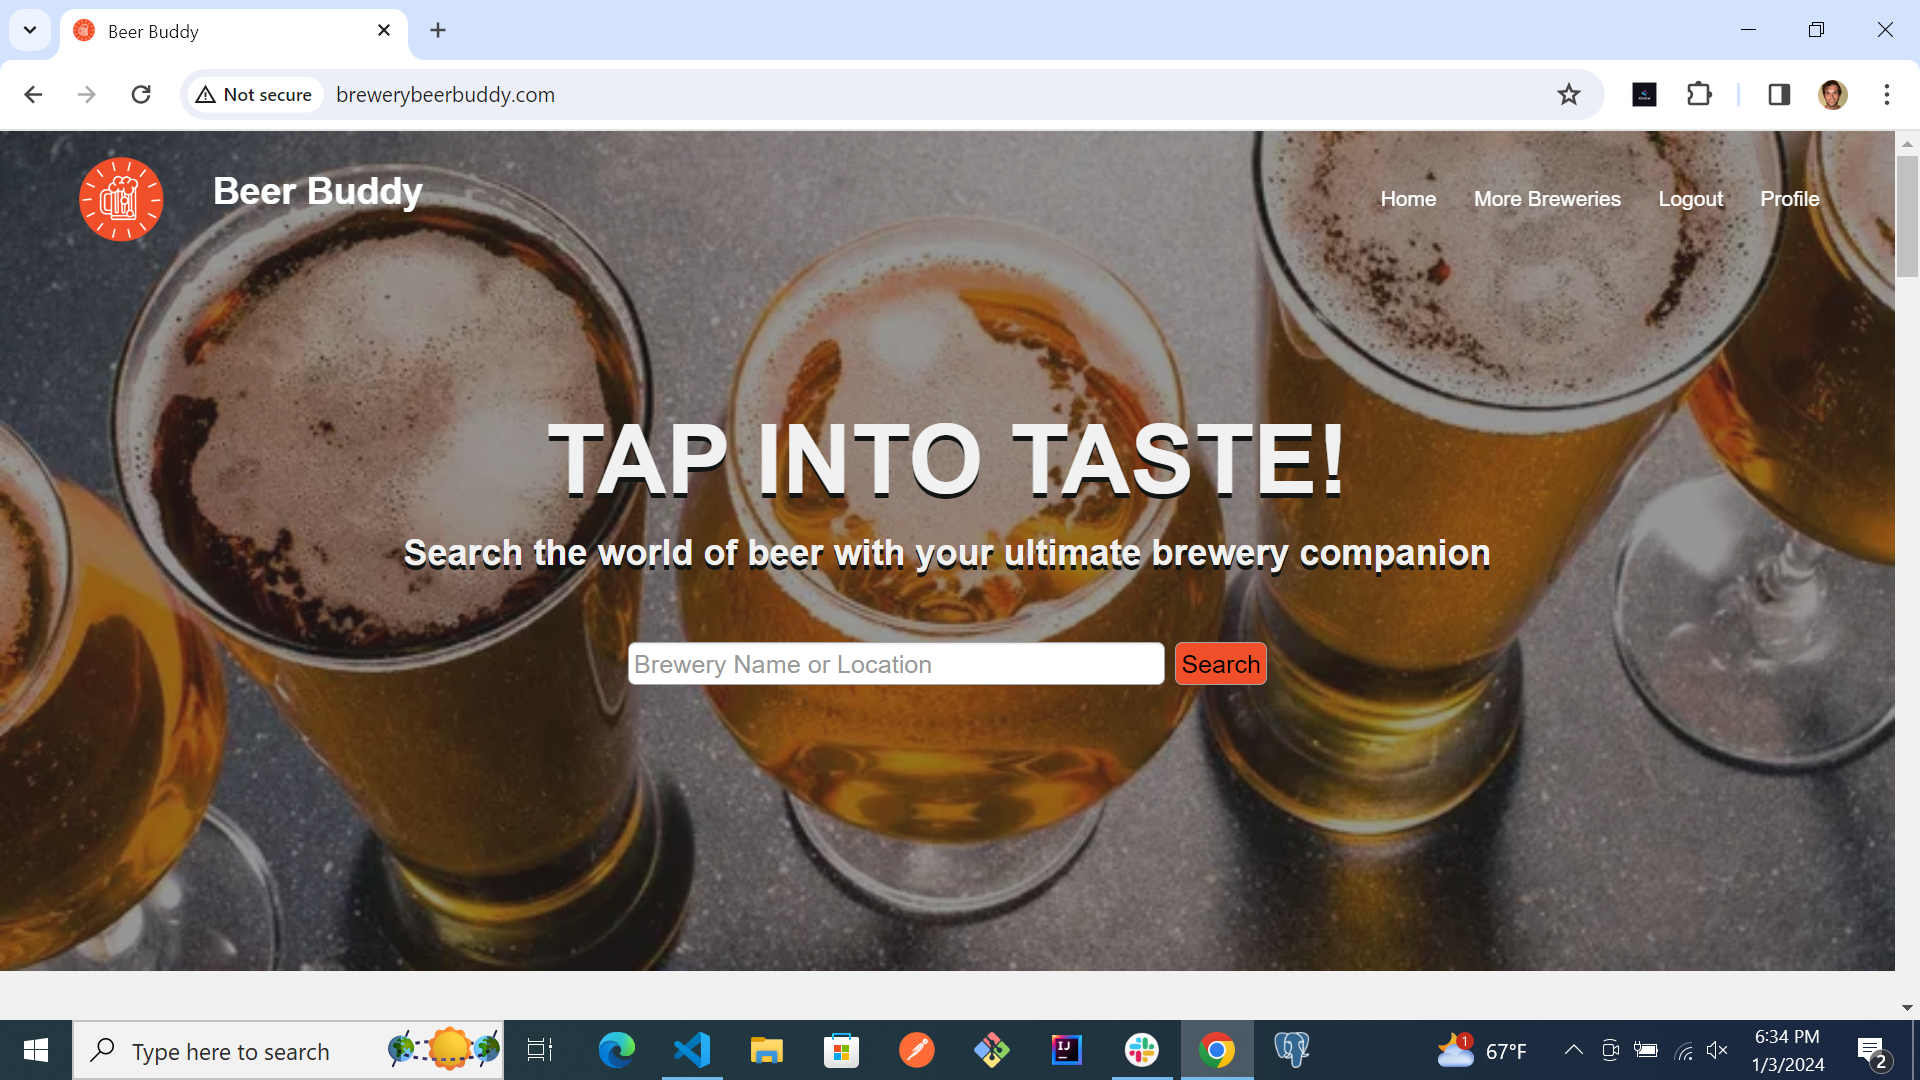 Beer Buddy
Not secure
brewerybeerbuddy.com
Beer Buddy
Home
More Breweries
Logout
Profile
TAP INTO TASTE!
Search the world of beer with your ultimate brewery companion
Brewery Name or Location
Search
Type here to search
IJ
1
67°F
6:34 PM
1/3/2024
2